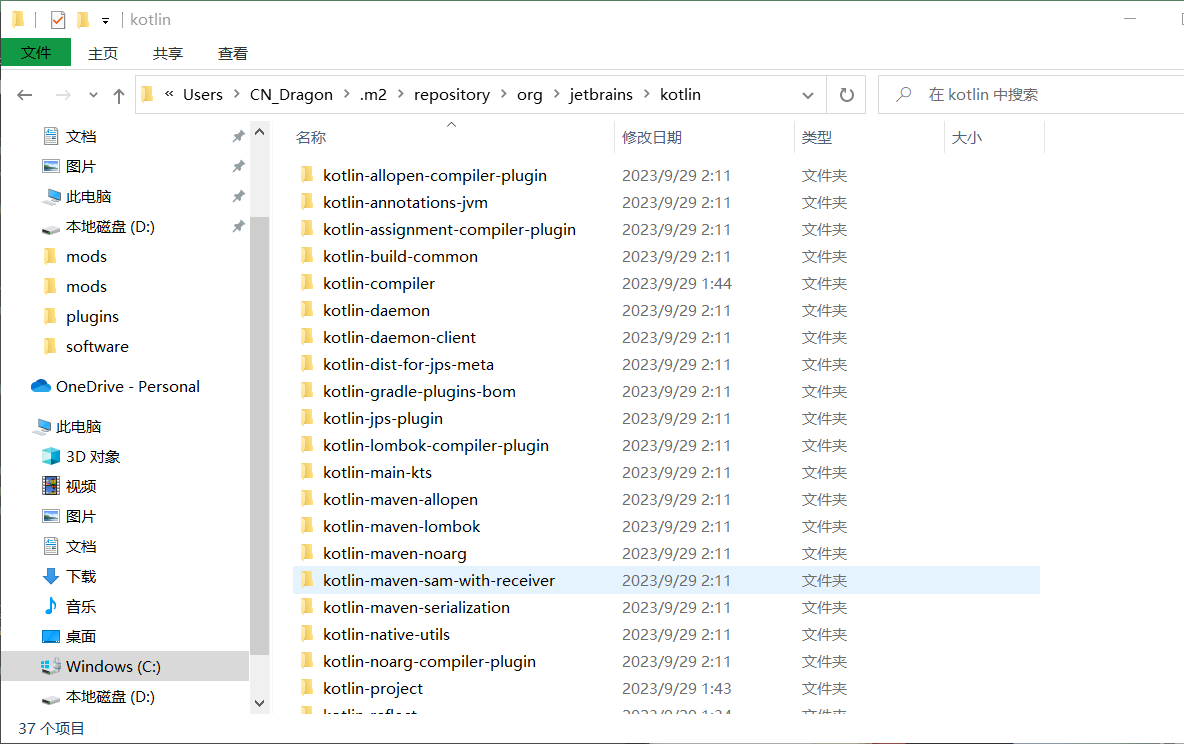 kotlin
文件 主页 共享 查看
« Users > CN_Dragon > .m2 > repository > org > jetbrains > kotlin
在 kotlin 中搜索
文档
图片
此电脑
本地磁盘 (D:)
mods
mods
plugins
software
OneDrive - Personal
此电脑
3D 对象
视频
图片
文档
下载
音乐
桌面
Windows (C:)
本地磁盘 (D:)
名称 修改日期 类型 大小
kotlin-allopen-compiler-plugin 2023/9/29 2:11 文件夹
kotlin-annotations-jvm 2023/9/29 2:11 文件夹
kotlin-assignment-compiler-plugin 2023/9/29 2:11 文件夹
kotlin-build-common 2023/9/29 2:11 文件夹
kotlin-compiler 2023/9/29 1:44 文件夹
kotlin-daemon 2023/9/29 2:11 文件夹
kotlin-daemon-client 2023/9/29 2:11 文件夹
kotlin-dist-for-jps-meta 2023/9/29 2:11 文件夹
kotlin-gradle-plugins-bom 2023/9/29 2:11 文件夹
kotlin-jps-plugin 2023/9/29 2:11 文件夹
kotlin-lombok-compiler-plugin 2023/9/29 2:11 文件夹
kotlin-main-kts 2023/9/29 2:11 文件夹
kotlin-maven-allopen 2023/9/29 2:11 文件夹
kotlin-maven-lombok 2023/9/29 2:11 文件夹
kotlin-maven-noarg 2023/9/29 2:11 文件夹
kotlin-maven-sam-with-receiver 2023/9/29 2:11 文件夹
kotlin-maven-serialization 2023/9/29 2:11 文件夹
kotlin-native-utils 2023/9/29 2:11 文件夹
kotlin-noarg-compiler-plugin 2023/9/29 2:11 文件夹
kotlin-project 2023/9/29 1:43 文件夹
37 个项目